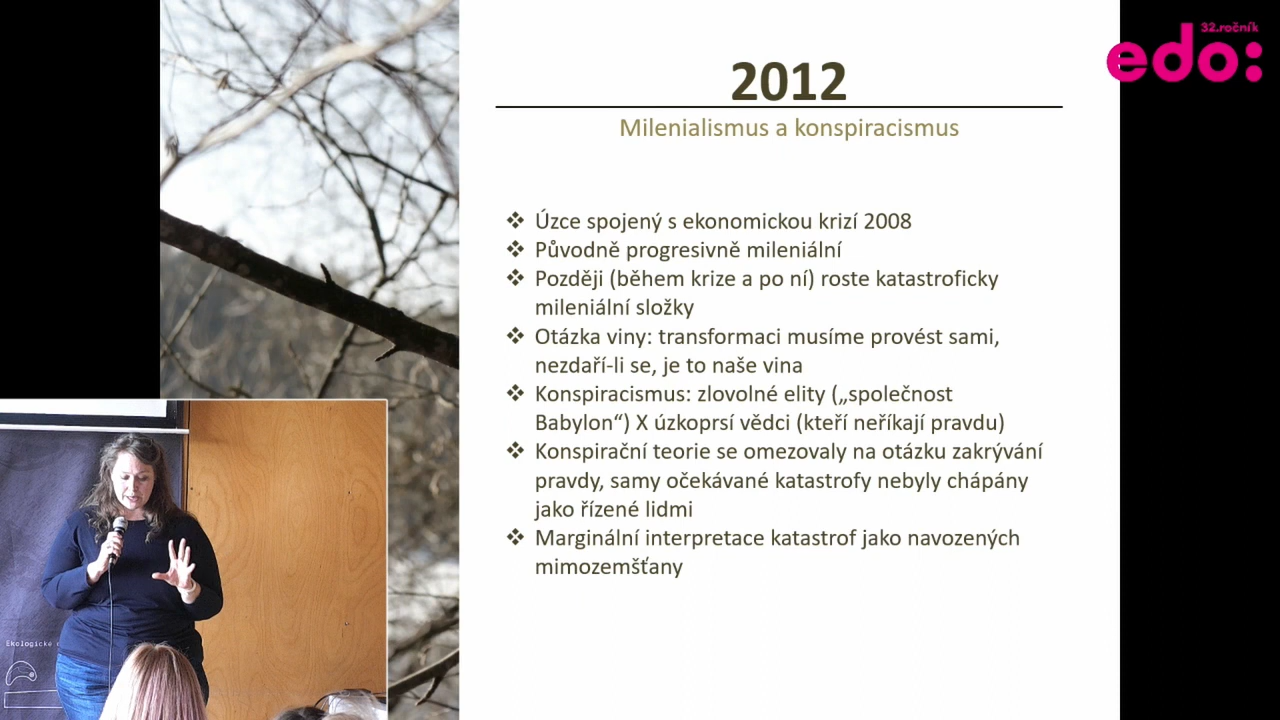 32.ročník
edo:
2012
Milenialismus a konspiracismus
❖ Úzce spojený s ekonomickou krizí 2008
❖ Původně progresivně mileniální
❖ Později (během krize a po ní) roste katastroficky
mileniální složky
❖ Otázka viny: transformaci musíme provést sami,
nezdaří-li se, je to naše vina
❖ Konspiracismus: zlovolné elity („společnost
Babylon“) X úzkoprsí vědci (kteří neříkají pravdu)
❖ Konspirační teorie se omezovaly na otázku zakrývání
pravdy, samy očekávané katastrofy nebyly chápány
jako řízené lidmi
❖ Marginální interpretace katastrof jako navozených
mimozemšťany
Ekologické